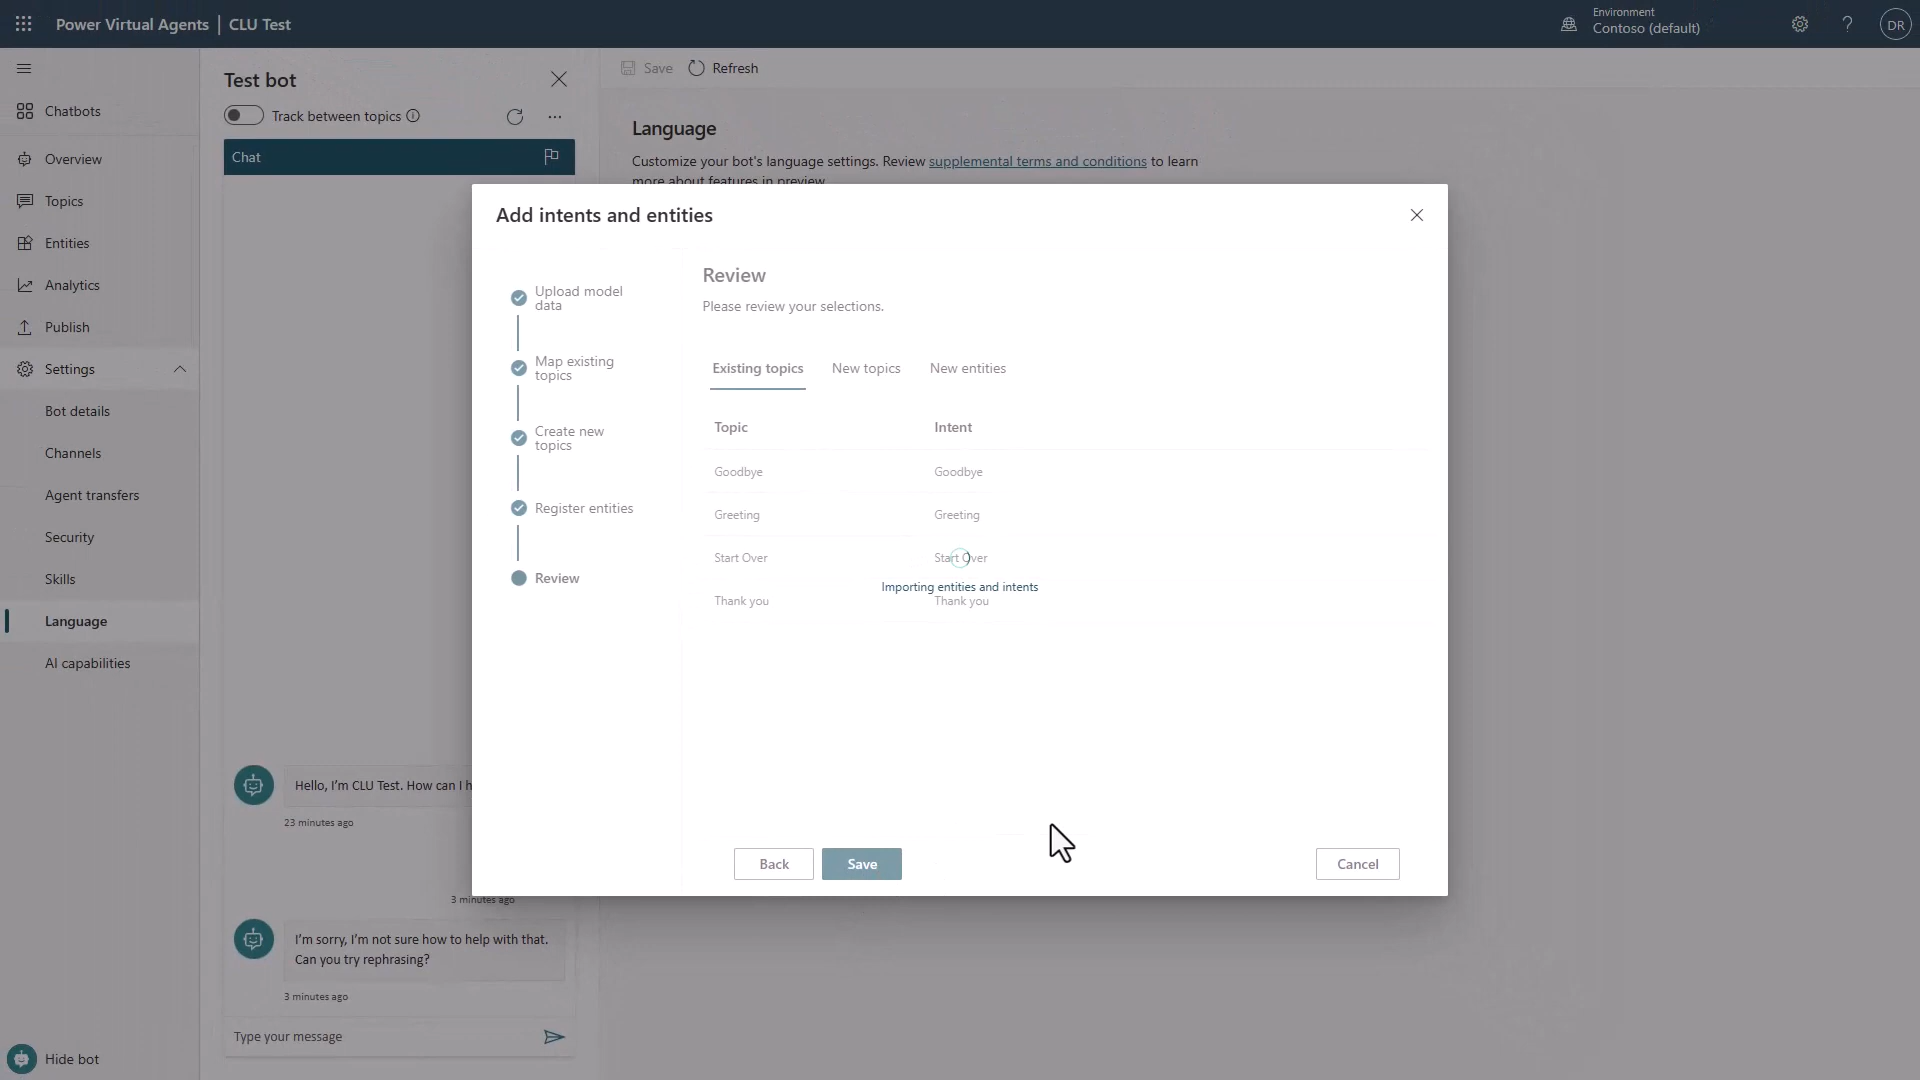 Power Virtual Agents | CLU Test
Environment
Contoso (default)
DR
Chatbots
Overview
Topics
Entities
Analytics
Publish
Settings
Bot details
Channels
Agent transfers
Security
Skills
Language
AI capabilities
Hide bot
Test bot
Track between topics
Chat
Hello, I'm CLU Test. How can I h
23 minutes ago
3 minutes ago
I'm sorry, I'm not sure how to help with that.
Can you try rephrasing?
3 minutes ago
Type your message
Save
Refresh
Language
Customize your bot's language settings. Review supplemental terms and conditions to learn
more about features in preview
Add intents and entities
Upload model
data
Map existing
topics
Create new
topics
Register entities
Review
Review
Please review your selections.
Existing topics
New topics
New entities
Topic
Intent
Goodbye
Goodbye
Greeting
Greeting
Start Over
Start Over
Importing entities and intents
Thank you
Thank you
Back
Save
Cancel